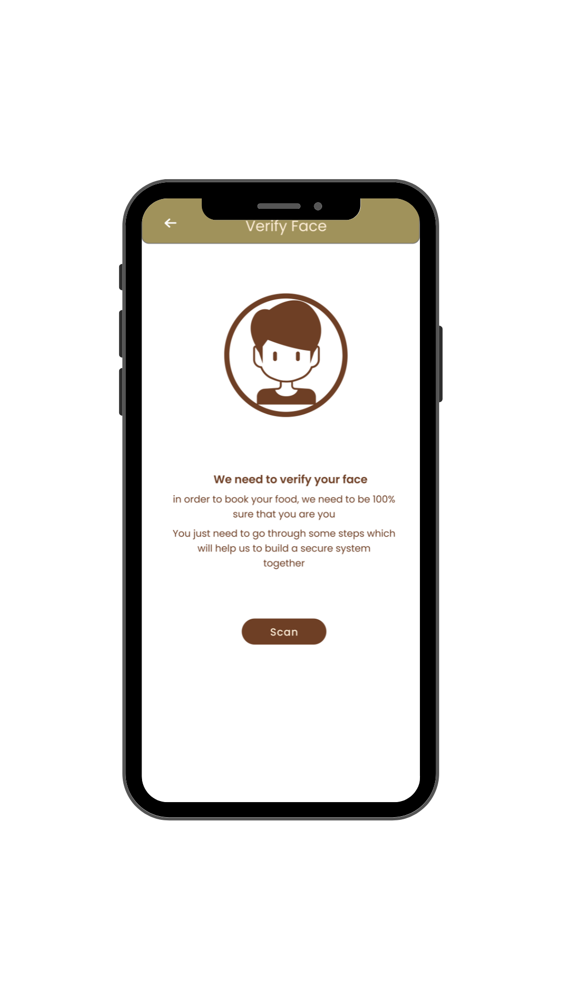 Verify Face
We need to verify your face
in order to book your food, we need to be 100%
sure that you are you
You just need to go through some steps which
will help us to build a secure system
together
Scan